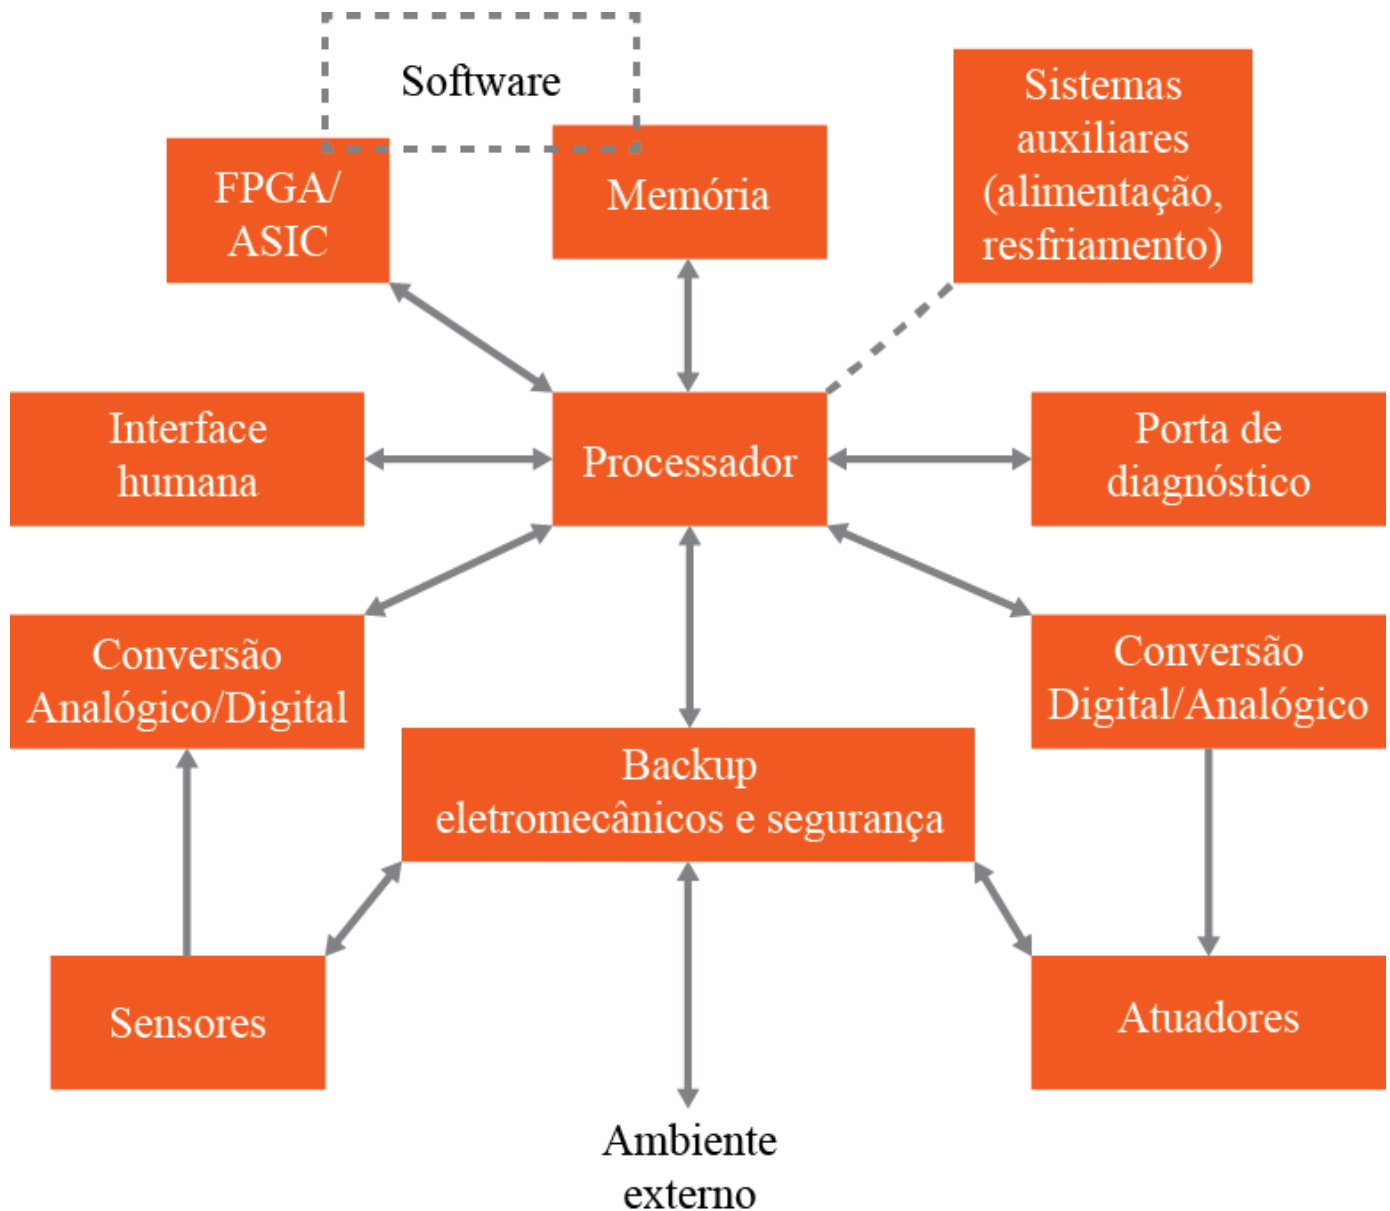 Software
Sistemas
auxiliares
(alimentação,
resfriamento)
FPGA/
ASIC
Memória
Interface
humana
Processador
Porta de
diagnóstico
Conversão
Analógico/Digital
Conversão
Digital/Analógico
Backup
eletromecânicos e segurança
Sensores
Atuadores
Ambiente
externo